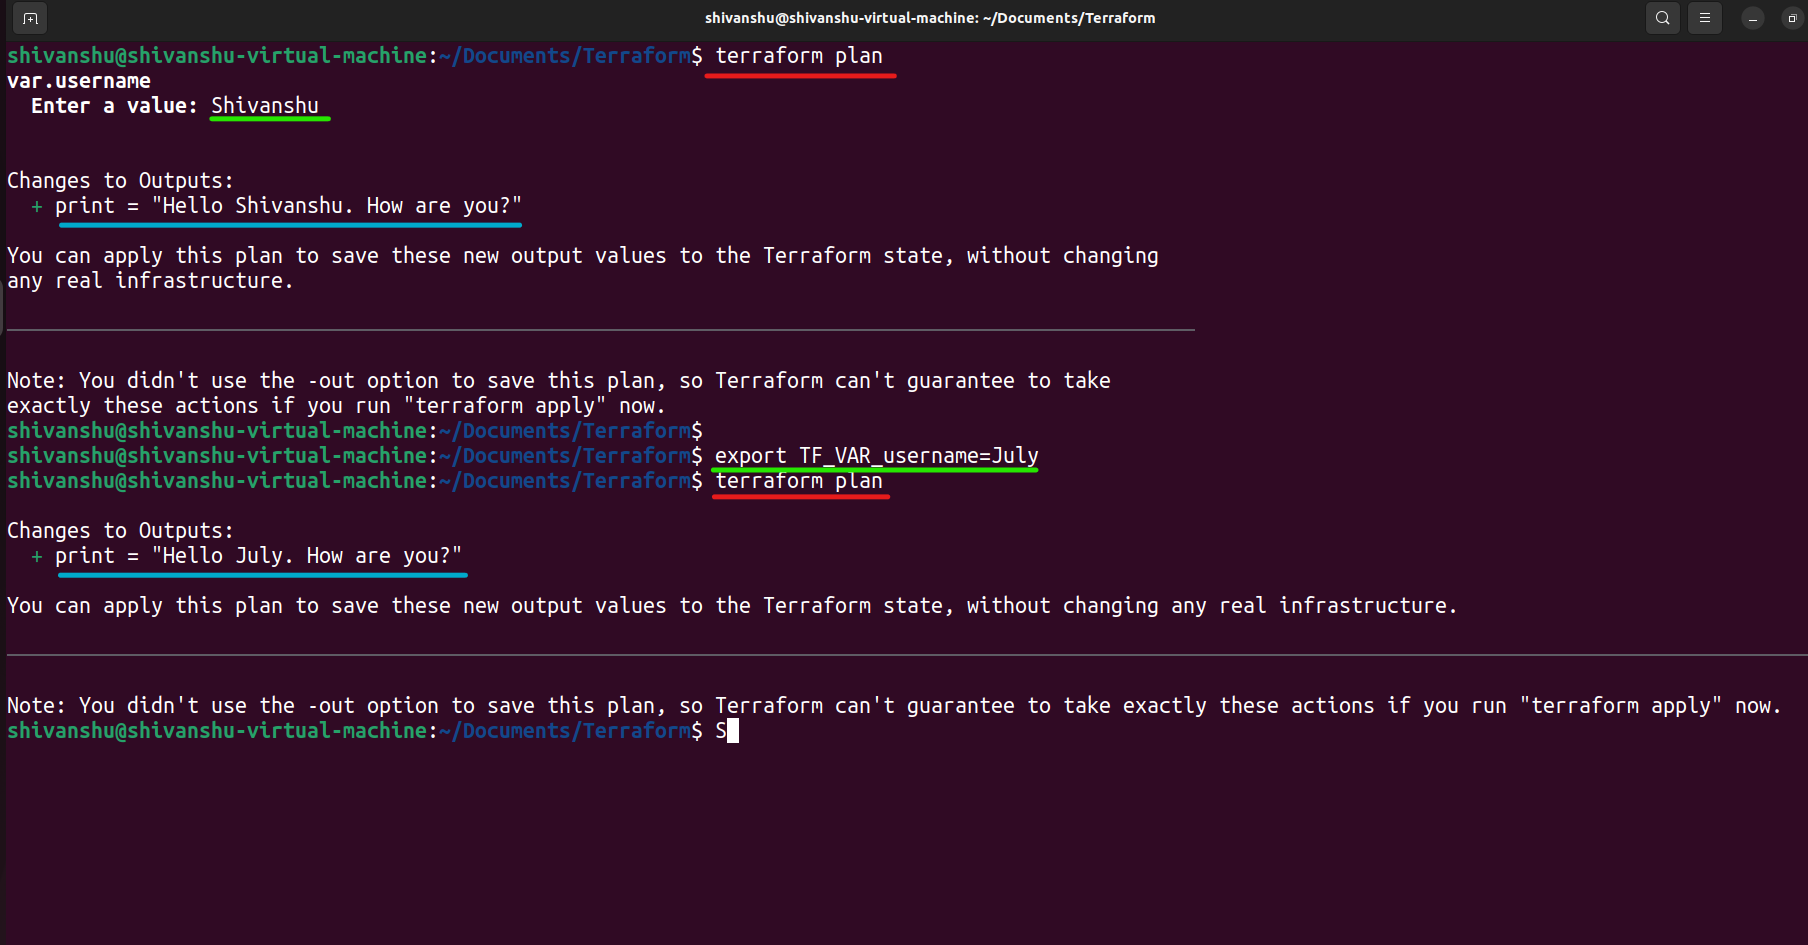 shivanshu@shivanshu-virtual-machine: ~/Documents/Terraform
shivanshu@shivanshu-virtual-machine:~/Documents/Terraform$ terraform plan
var.username
  Enter a value: Shivanshu
Changes to Outputs:
  + print = "Hello Shivanshu. How are you?"
You can apply this plan to save these new output values to the Terraform state, without changing
any real infrastructure.
Note: You didn't use the -out option to save this plan, so Terraform can't guarantee to take
exactly these actions if you run "terraform apply" now.
shivanshu@shivanshu-virtual-machine:~/Documents/Terraform$
shivanshu@shivanshu-virtual-machine:~/Documents/Terraform$ export TF_VAR_username=July
shivanshu@shivanshu-virtual-machine:~/Documents/Terraform$ terraform plan
Changes to Outputs:
  + print = "Hello July. How are you?"
You can apply this plan to save these new output values to the Terraform state, without changing any real infrastructure.
Note: You didn't use the -out option to save this plan, so Terraform can't guarantee to take exactly these actions if you run "terraform apply" now.
shivanshu@shivanshu-virtual-machine:~/Documents/Terraform$ S